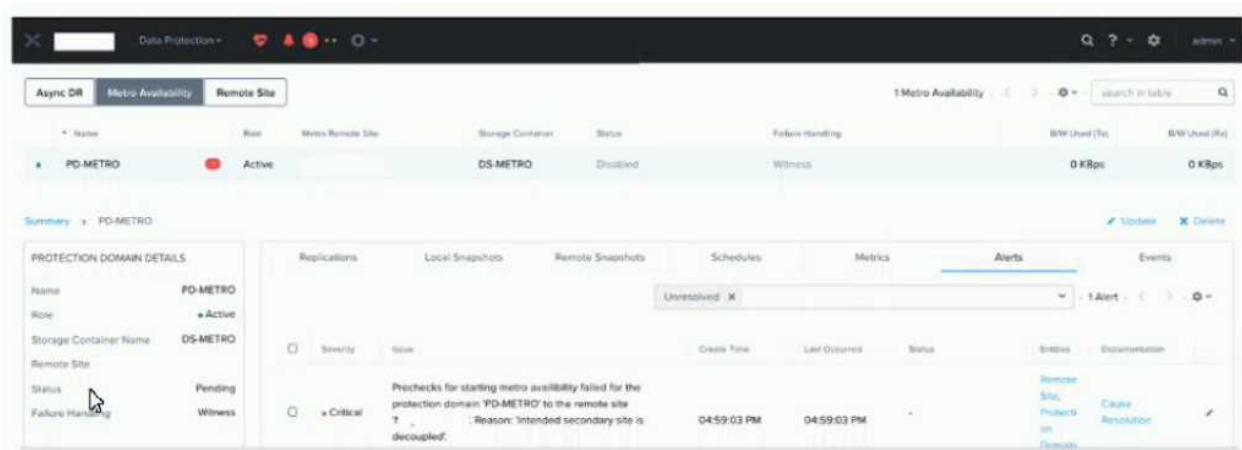 Data Protection
?
admin
Async DR Metro Availability Remote Site
1 Metro Availability
search in table
Name Role Metro Remote Site Storage Container Status Failure Handling B/W Used (Tx) B/W Used (Rx)
PD-METRO Active DS-METRO Disabled Witness 0 KBps 0 KBps
Summary > PD-METRO
Update Delete
PROTECTION DOMAIN DETAILS
Name PD-METRO
Role Active
Storage Container Name DS-METRO
Remote Site
Status Pending
Failure Handling Witness
Replications Local Snapshots Remote Snapshots Schedules Metrics Alerts Events
Unresolved X
1 Alert
Severity Issue Create Time Last Occurred Status Entities Documentation
Critical
Prechecks for starting metro availibility failed for the
protection domain 'PD-METRO' to the remote site
: Reason: 'Intended secondary site is
decoupled'.
04:59:03 PM 04:59:03 PM -
Remote
Site,
Protecti
on
Domain
Cause
Resolution